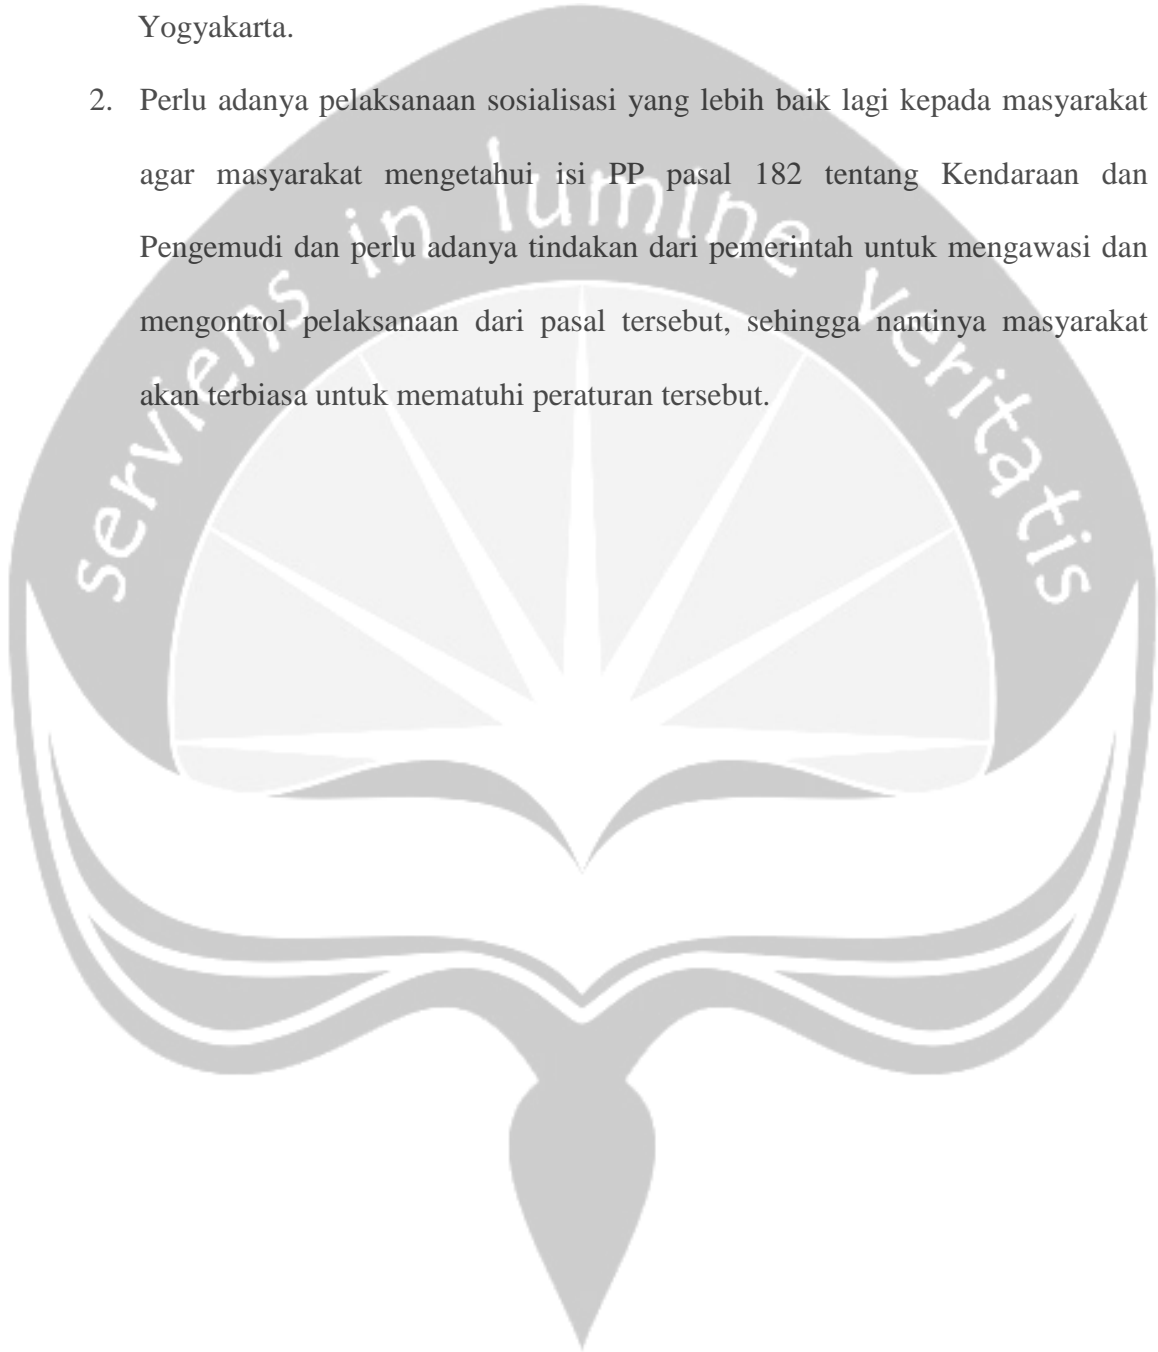 Yogyakarta.
2. Perlu adanya pelaksanaan sosialisasi yang lebih baik lagi kepada masyarakat
agar masyarakat mengetahui isi PP pasal 182 tentang Kendaraan dan
Pengemudi dan perlu adanya tindakan dari pemerintah untuk mengawasi dan
mengontrol pelaksanaan dari pasal tersebut, sehingga nantinya masyarakat
akan terbiasa untuk mematuhi peraturan tersebut.
serviens in lumine veritatis